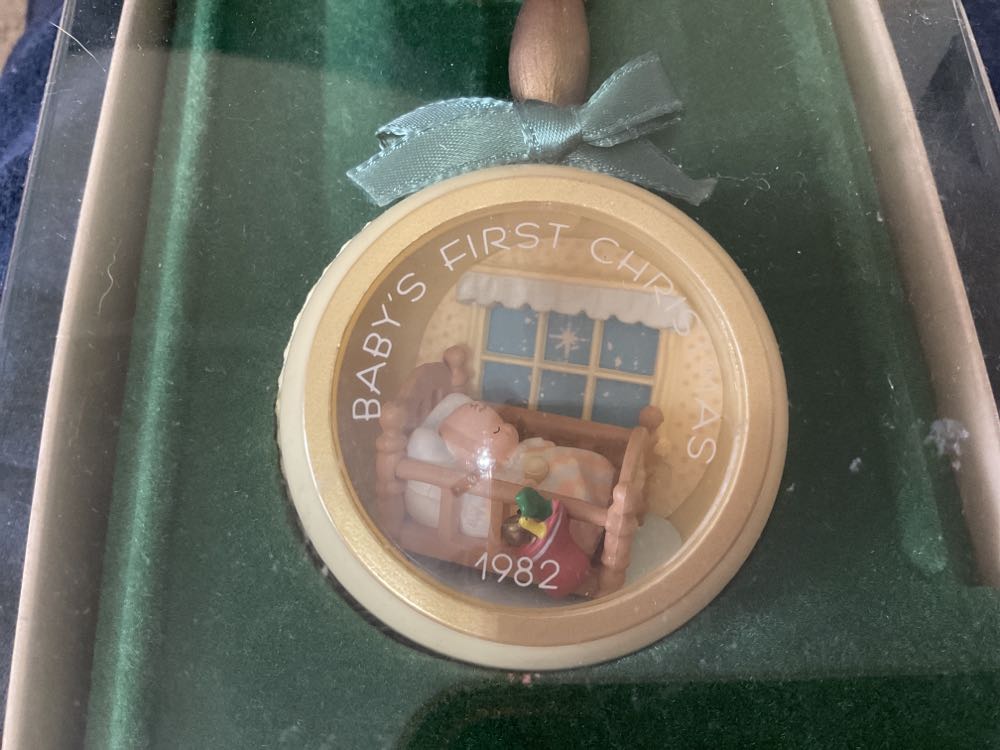 BABY'S FIRST CHRISTMAS
1982